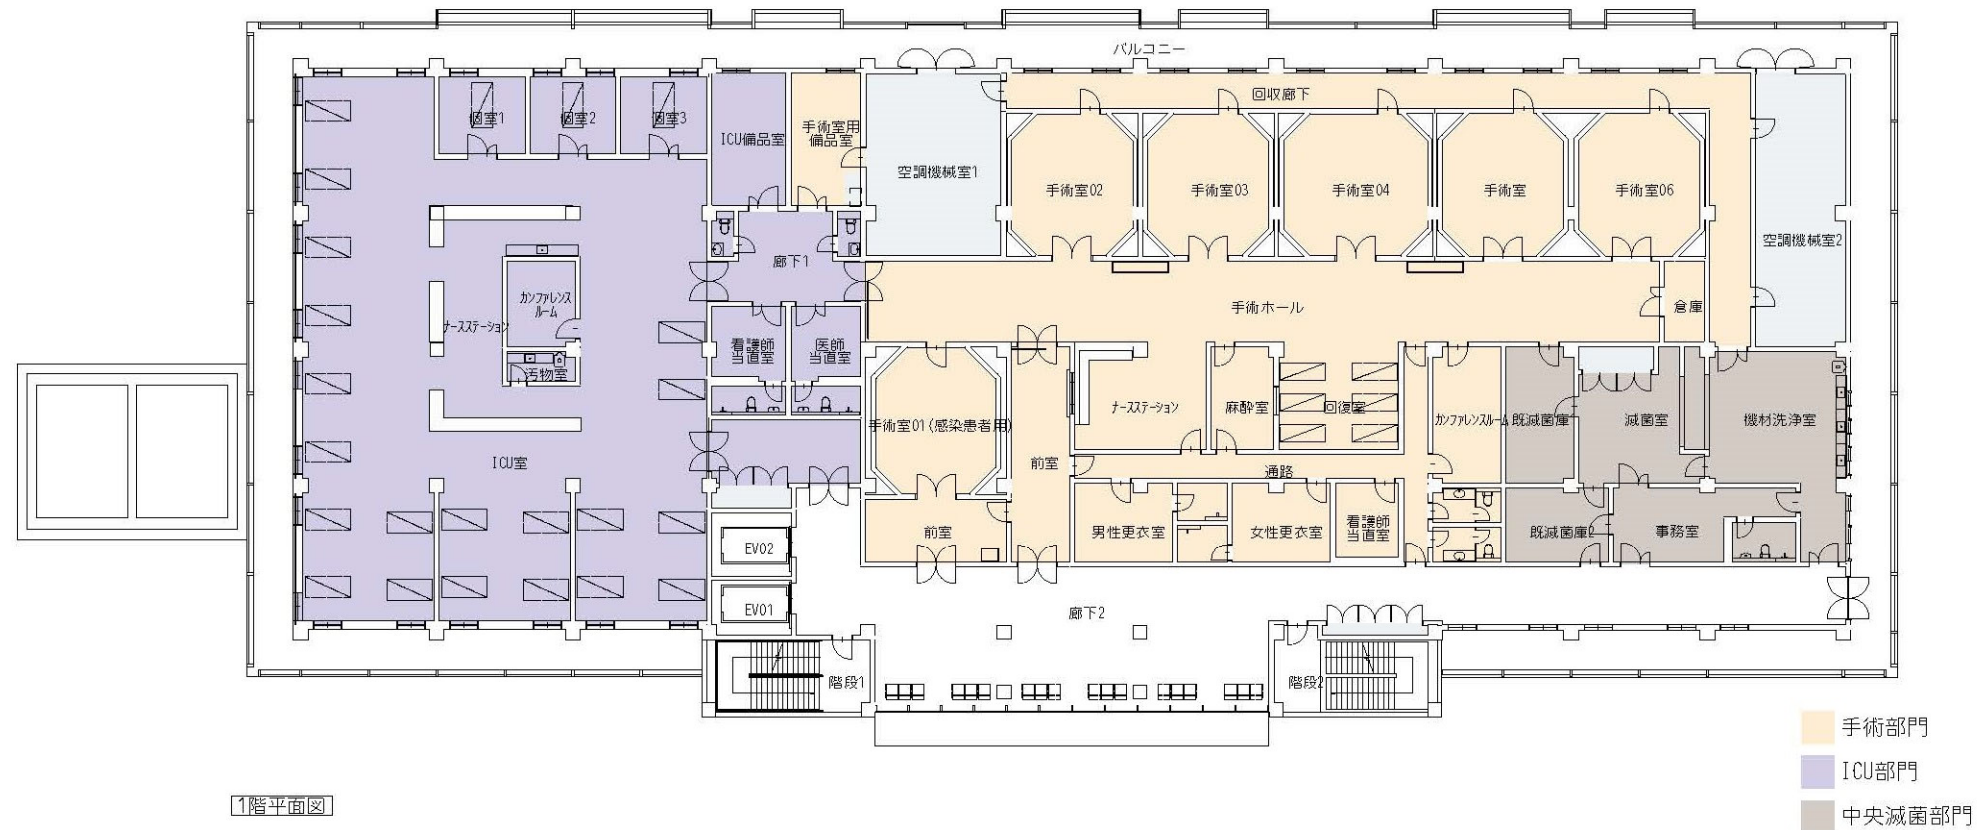 バルコニー
回収廊下
個室1
個室2
個室3
ICU備品室
手術室用
備品室
空調機械室1
手術室02
手術室03
手術室04
手術室
手術室06
空調機械室2
廊下1
カンファレンス
ルーム
ナースステーション
汚物室
手術ホール
倉庫
看護師
当直室
医師
当直室
手術室01(感染患者用)
ナースステーション
麻酔室
回復室
カンファレンスルーム
既滅菌庫
滅菌室
機材洗浄室
ICU室
前室
通路
前室
男性更衣室
女性更衣室
看護師
当直室
既滅菌庫2
事務室
EV02
EV01
廊下2
階段1
階段2
手術部門
ICU部門
中央滅菌部門
1階平面図